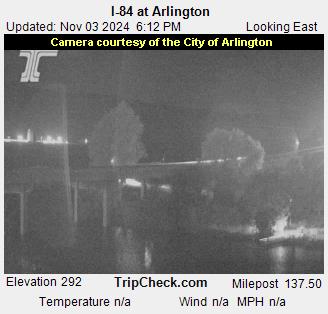 I-84 at Arlington
Updated: Nov 03 2024 6:12 PM Looking East
Camera courtesy of the City of Arlington
Elevation 292 TripCheck.com Milepost 137.50
Temperature n/a Wind n/a MPH n/a